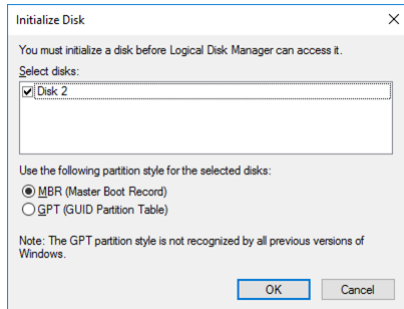 Initialize Disk
You must initialize a disk before Logical Disk Manager can access it.
Select disks:
Disk 2
Use the following partition style for the selected disks:
MBR (Master Boot Record)
GPT (GUID Partition Table)
Note: The GPT partition style is not recognized by all previous versions of
Windows.
OK Cancel